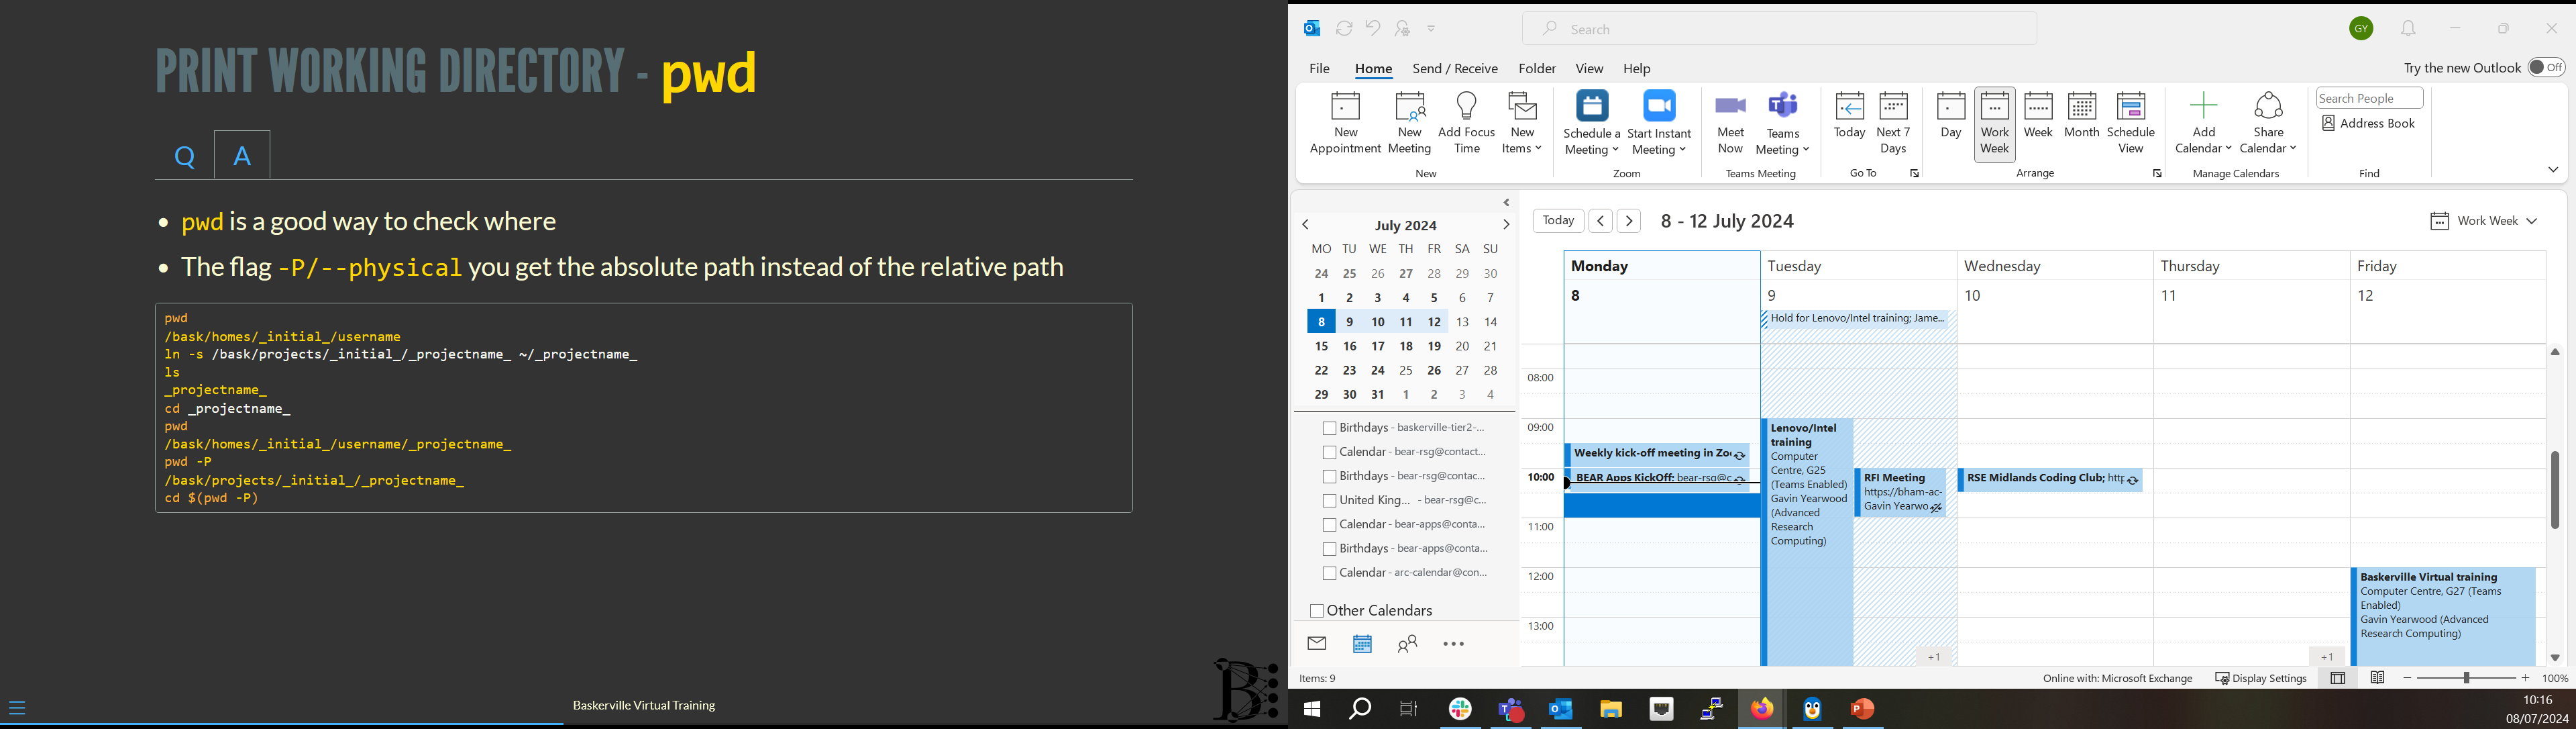 PRINT WORKING DIRECTORY - pwd
Q A
pwd is a good way to check where
The flag -P/--physical you get the absolute path instead of the relative path
pwd
/bask/homes/_initial_/username
ln -s /bask/projects/_initial_/_projectname_ ~/_projectname_
ls
_projectname_
cd _projectname_
pwd
/bask/homes/_initial_/username/_projectname_
pwd -P
/bask/projects/_initial_/_projectname_
cd $(pwd -P)
Baskerville Virtual Training
B
Search
GY
File Home Send / Receive Folder View Help
Try the new Outlook Off
New Appointment
New Meeting
Add Focus Time
New Items
Schedule a Meeting
Start Instant Meeting
Meet Now
Teams Meeting
Today
Next 7 Days
Day
Work Week
Week
Month
Schedule View
Add Calendar
Share Calendar
Search People
Address Book
New
Zoom
Teams Meeting
Go To
Arrange
Manage Calendars
Find
July 2024
MO TU WE TH FR SA SU
24 25 26 27 28 29 30
1 2 3 4 5 6 7
8 9 10 11 12 13 14
15 16 17 18 19 20 21
22 23 24 25 26 27 28
29 30 31 1 2 3 4
Birthdays - baskerville-tier2-...
Calendar - bear-rsg@contact...
Birthdays - bear-rsg@contac...
United King... - bear-rsg@c...
Calendar - bear-apps@conta...
Birthdays - bear-apps@conta...
Calendar - arc-calendar@con...
Other Calendars
Today
8 - 12 July 2024
Work Week
Monday
Tuesday
Wednesday
Thursday
Friday
8
9
10
11
12
Hold for Lenovo/Intel training; Jame...
08:00
09:00
10:00
11:00
12:00
13:00
Weekly kick-off meeting in Zo
BEAR Apps KickOff; bear-rsg@c
Lenovo/Intel
training
Computer
Centre, G25
(Teams Enabled)
Gavin Yearwood
(Advanced
Research
Computing)
RFI Meeting
https://bham-ac-
Gavin Yearwo
RSE Midlands Coding Club; http
Baskerville Virtual training
Computer Centre, G27 (Teams
Enabled)
Gavin Yearwood (Advanced
Research Computing)
+1
+1
Items: 9
Online with: Microsoft Exchange
Display Settings
100%
10:16
08/07/2024